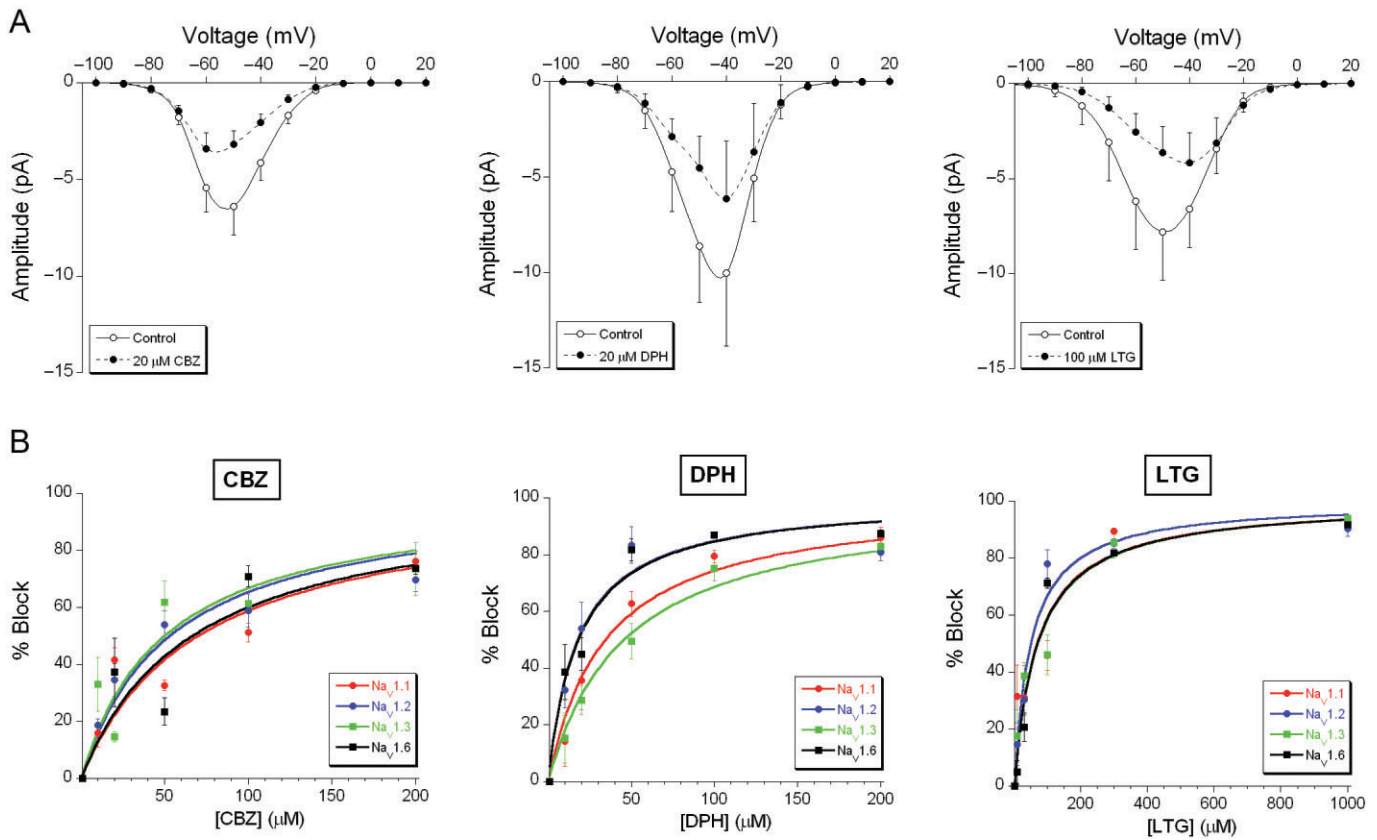 A
Voltage (mV)
−100 −80 −60 −40 −20 0 20
0
−5
−10
−15
Amplitude (pA)
Control
20 µM CBZ
Voltage (mV)
−100 −80 −60 −40 −20 0 20
0
−5
−10
−15
Amplitude (pA)
Control
20 µM DPH
Voltage (mV)
−100 −80 −60 −40 −20 0 20
0
−5
−10
−15
Amplitude (pA)
Control
100 µM LTG
B
CBZ
100
80
60
40
20
0
% Block
Nav1.1
Nav1.2
Nav1.3
Nav1.6
0 50 100 150 200
[CBZ] (µM)
DPH
100
80
60
40
20
0
% Block
Nav1.1
Nav1.2
Nav1.3
Nav1.6
50 100 150 200
[DPH] (µM)
LTG
100
80
60
40
20
0
% Block
Nav1.1
Nav1.2
Nav1.3
Nav1.6
200 400 600 800 1000
[LTG] (µM)